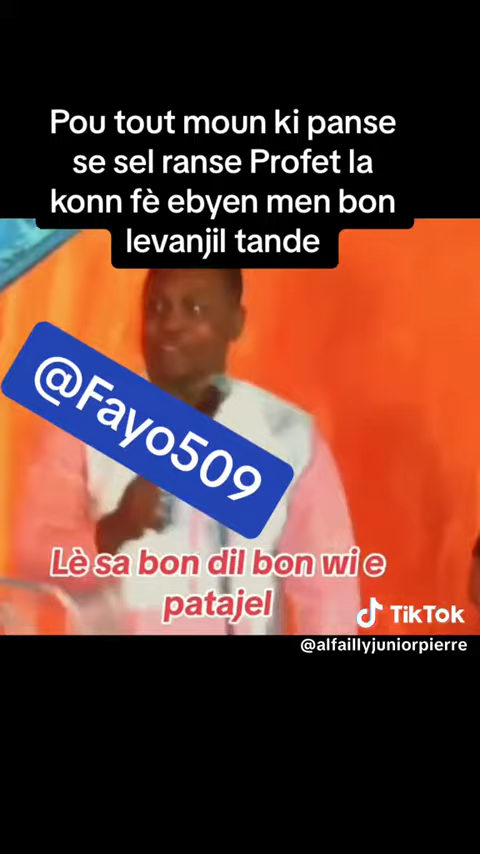 Pou tout moun ki panse
se sel ranse Profet la
konn fè ebyen men bon
levanjil tande
@Fayo509
Lè sa bon dil bon wi e
patajel
TikTok
@alfaillyjuniorpierre